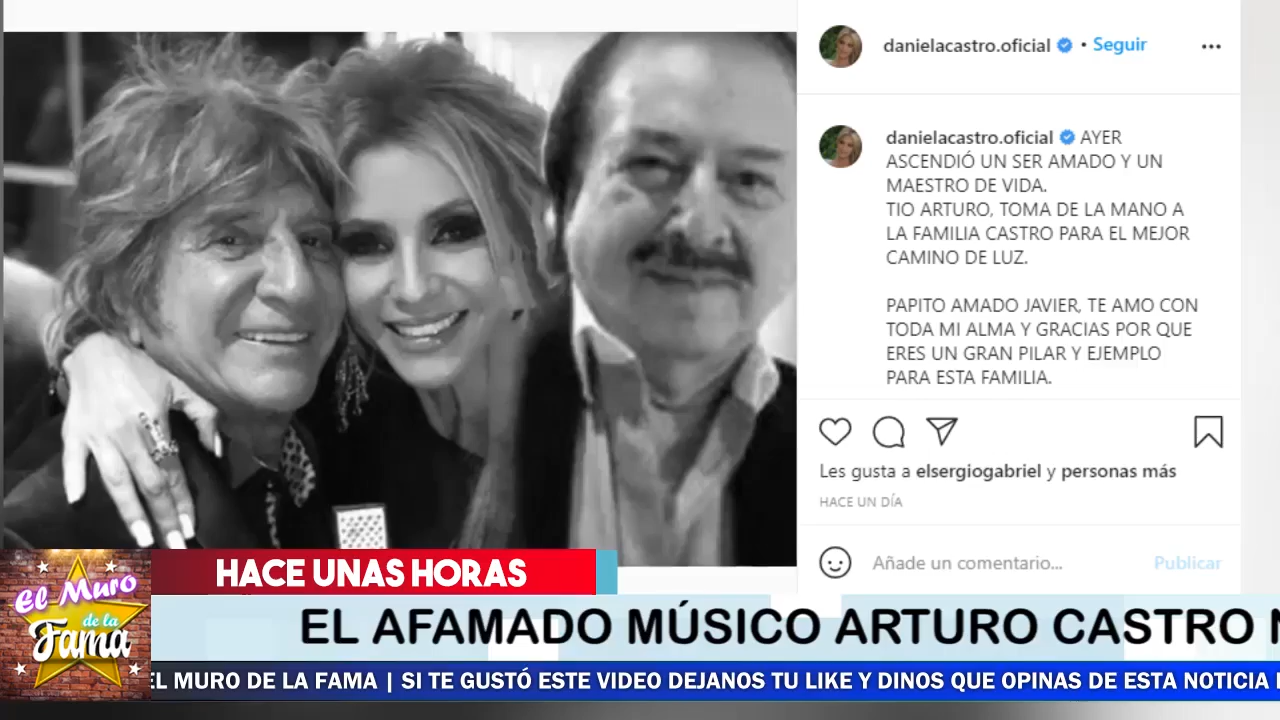 danielacastro.oficial • Seguir
danielacastro.oficial AYER
ASCENDIÓ UN SER AMADO Y UN
MAESTRO DE VIDA.
TIO ARTURO, TOMA DE LA MANO A
LA FAMILIA CASTRO PARA EL MEJOR
CAMINO DE LUZ.
PAPITO AMADO JAVIER, TE AMO CON
TODA MI ALMA Y GRACIAS POR QUE
ERES UN GRAN PILAR Y EJEMPLO
PARA ESTA FAMILIA.
Les gusta a elsergiogabriel y personas más
HACE UN DÍA
Añade un comentario... Publicar
El Muro
de la
Fama
HACE UNAS HORAS
EL AFAMADO MÚSICO ARTURO CASTRO
EL MURO DE LA FAMA | SI TE GUSTÓ ESTE VIDEO DEJANOS TU LIKE Y DINOS QUE OPINAS DE ESTA NOTICIA